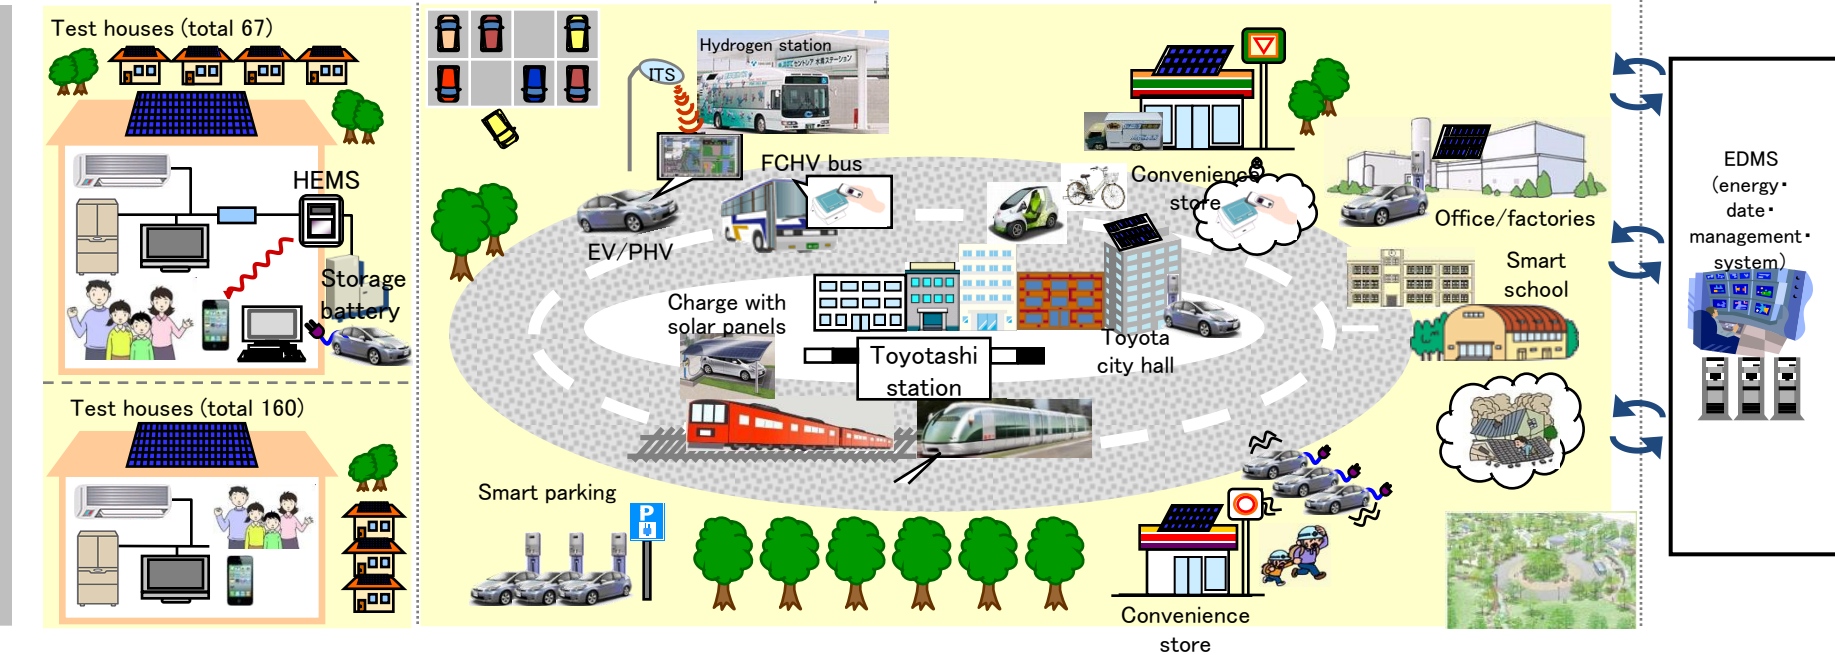 Test houses (total 67)
HEMS
Storage
battery
Test houses (total 160)
ITS
Hydrogen station
FCHV bus
EV/PHV
Convenience
store
Office/factories
Smart
school
Charge with
solar panels
Toyota
city hall
Toyotashi
station
Smart parking
P
Convenience
store
EDMS
(energy・
date・
management・
system)